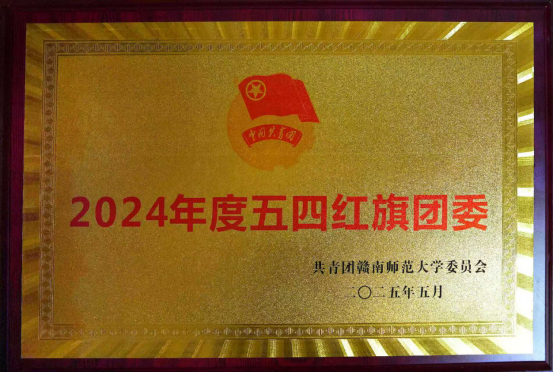 中国共青团
2024年度五四红旗团委
共青团赣南师范大学委员会
二〇二五年五月